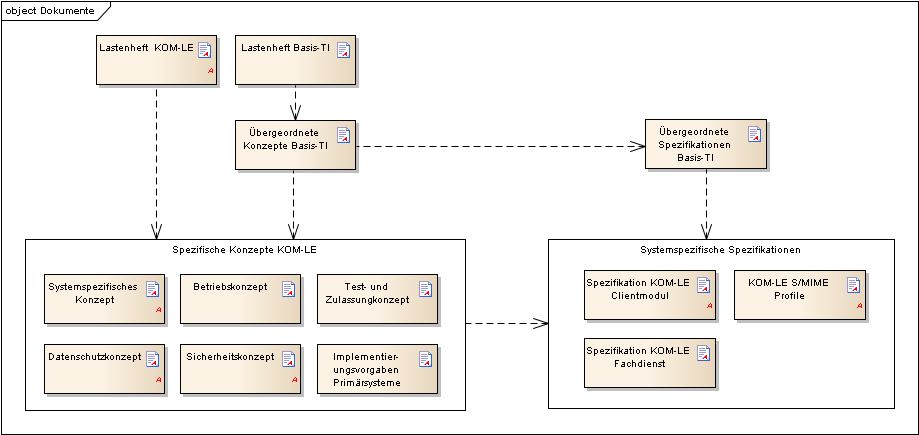 object Dokumente
Lastenheft KOM-LE
A
Lastenheft Basis-TI
Übergeordnete
Konzepte Basis-TI
Übergeordnete
Spezifikationen
Basis-TI
Spezifische Konzepte KOM-LE
Systemspezifisches
Konzept
A
Betriebskonzept
Test- und
Zulassungkonzept
Datenschutzkonzept
A
Sicherheitskonzept
A
Implementier-
ungsvorgaben
Primärsysteme
Systmspezifische Spezifikationen
Spezifikation KOM-LE
Clientmodul
A
KOM-LE S/MIME
Profile
A
Spezifikation KOM-LE
Fachdienst
A